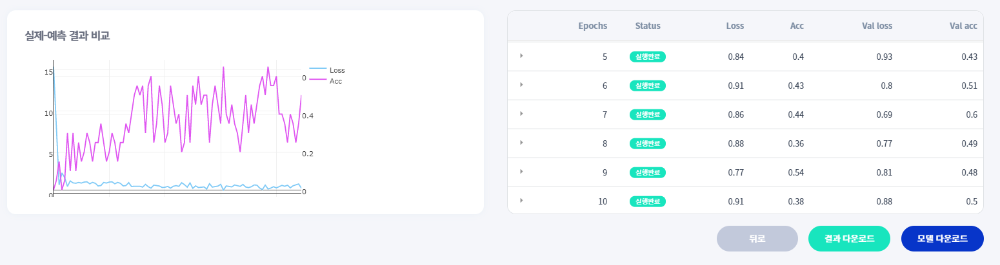 실제-예측 결과 비교
15
10
5
0
0
0.4
0.2
0
Loss
Acc
Epochs Status Loss Acc Val loss Val acc
5 실행완료 0.84 0.4 0.93 0.43
6 실행완료 0.91 0.43 0.8 0.51
7 실행완료 0.86 0.44 0.69 0.6
8 실행완료 0.88 0.36 0.77 0.49
9 실행완료 0.77 0.54 0.81 0.48
10 실행완료 0.91 0.38 0.88 0.5
뒤로 결과 다운로드 모델 다운로드